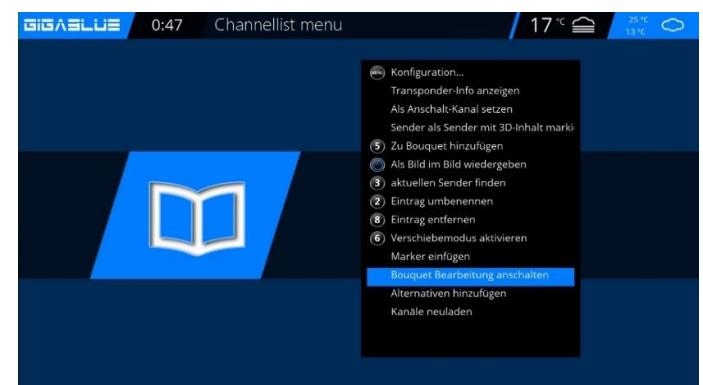 GIGABLUE 0:47 Channellist menu 17 °C 25 °C
13 °C
MENU Konfiguration...
Transponder-Info anzeigen
Als Anschalt-Kanal setzen
Sender als Sender mit 3D-Inhalt marki
5 Zu Bouquet hinzufügen
Als Bild im Bild wiedergeben
3 aktuellen Sender finden
2 Eintrag umbenennen
8 Eintrag entfernen
6 Verschiebemodus aktivieren
Marker einfügen
Bouquet Bearbeitung anschalten
Alternativen hinzufügen
Kanäle neuladen